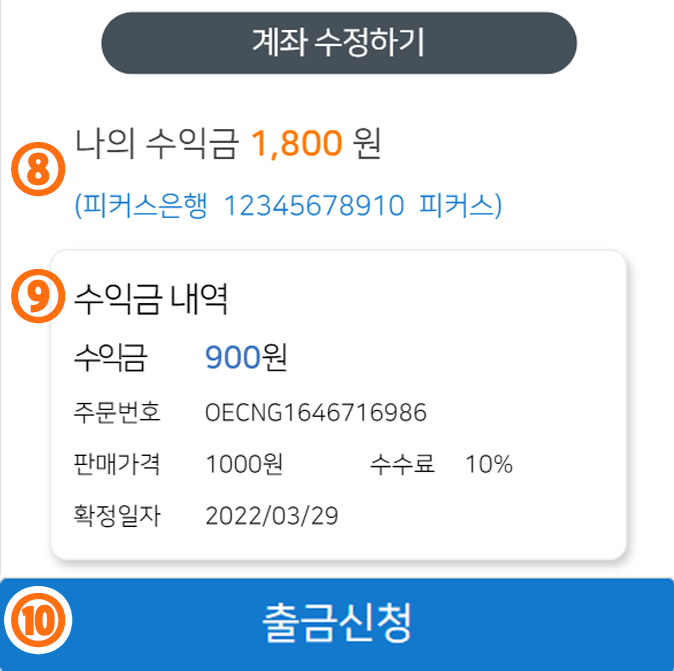 계좌 수정하기
⑧ 나의 수익금 1,800 원
(피커스은행 12345678910 피커스)
⑨ 수익금 내역
수익금 900원
주문번호 OECNG1646716986
판매가격 1000원 수수료 10%
확정일자 2022/03/29
⑩ 출금신청